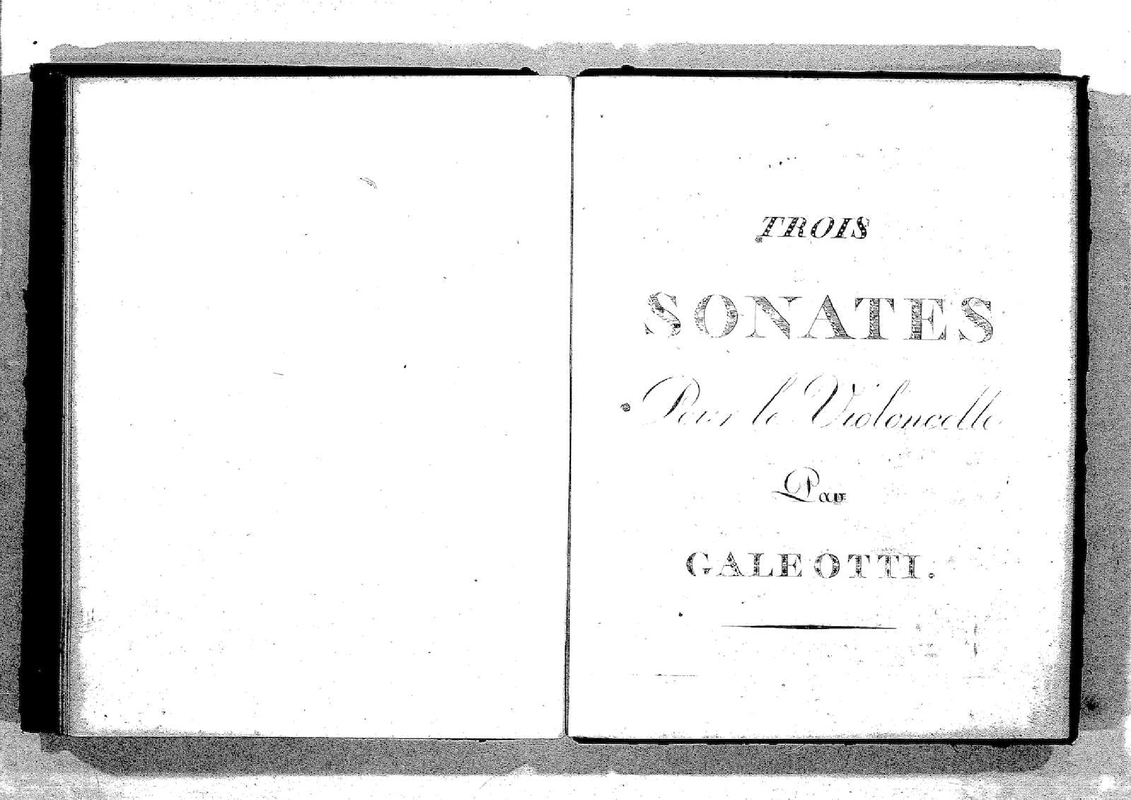 TROIS
SONATES
Pour le Violoncelle
Par
GALEOTTI.